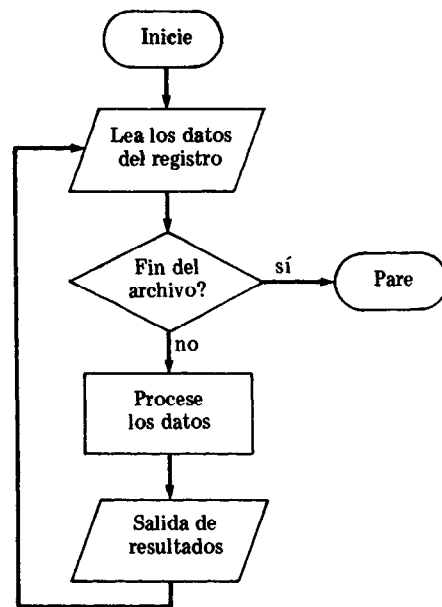 Inicie
Lea los datos
del registro
Fin del
archivo?
sí
Pare
no
Procese
los datos
Salida de
resultados